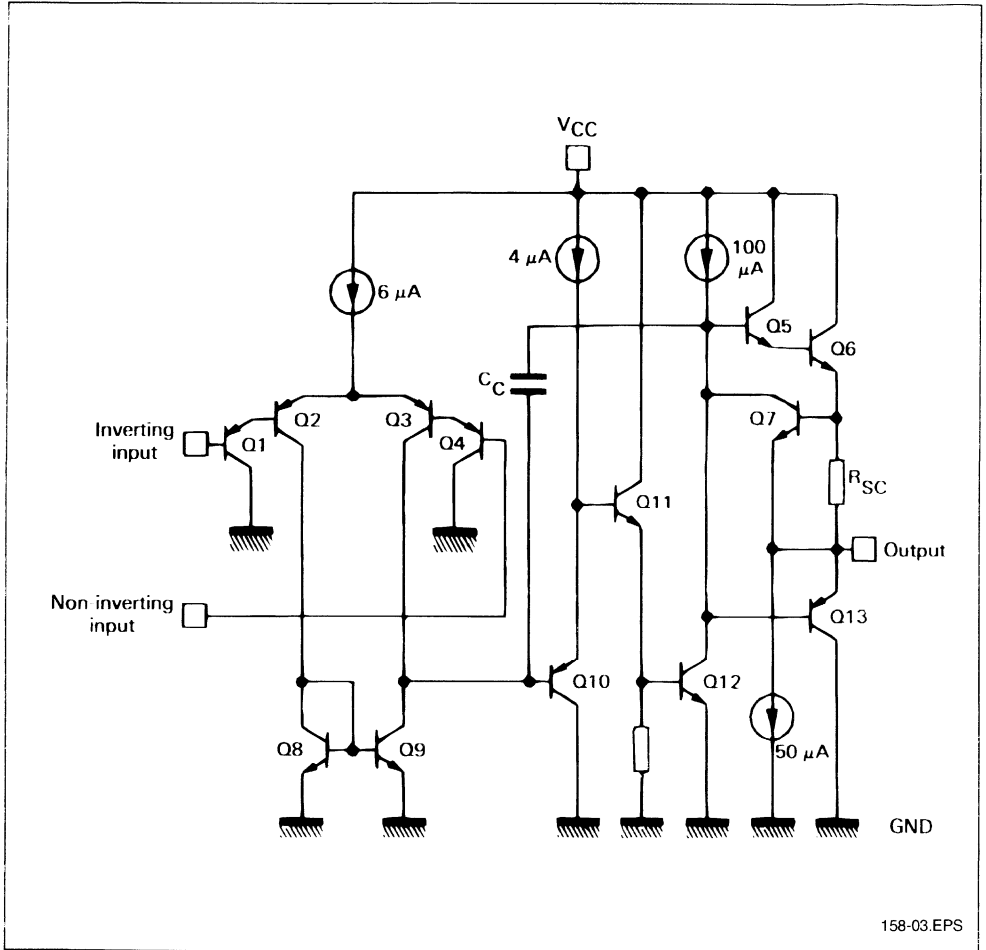 VCC
6 µA
4 µA
100
µA
Q5
Q6
CC
Q2
Q3
Q7
Inverting
input
Q1
Q4
RSC
Q11
Output
Non-inverting
input
Q13
Q10
Q12
Q8
Q9
50 µA
GND
158-03.EPS